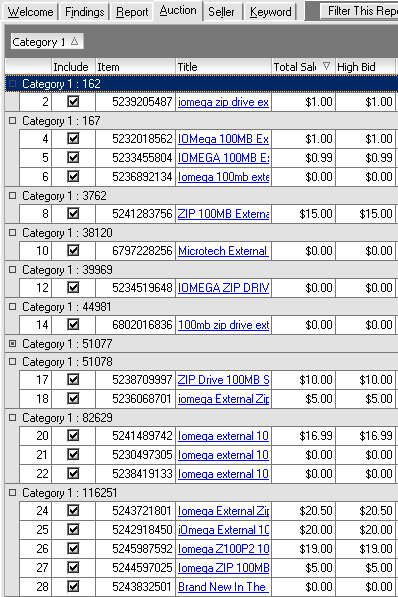 Welcome Findings Report Auction Seller Keyword Filter This Repo
Category 1
Include Item Title Total Sale High Bid
Category 1 : 162
2 5239205487 iomega zip drive ex $1.00 $1.00
Category 1 : 167
4 5232018562 IOMega 100MB Ex $1.00 $1.00
5 5233455804 IOMEGA 100MB E: $0.99 $0.99
6 5236892134 Iomega 100mb exte $0.00 $0.00
Category 1 : 3762
8 5241283756 ZIP 100MB Externa $15.00 $15.00
Category 1 : 38120
10 6797228256 Microtech External $0.00 $0.00
Category 1 : 39969
12 5234519648 IOMEGA ZIP DRIV $0.00 $0.00
Category 1 : 44981
14 6802016836 100mb zip drive ext $0.00 $0.00
Category 1 : 51077
Category 1 : 51078
17 5238709997 ZIP Drive 100MB S $10.00 $10.00
18 5236068701 iomega External Zip $5.00 $5.00
Category 1 : 82629
20 5241489742 Iomega external 10 $16.99 $16.99
21 5230497305 Iomega external 10 $0.00 $0.00
22 5238419133 Iomega external 10 $0.00 $0.00
Category 1 : 116251
24 5243721801 Iomega External Zip $20.50 $20.50
25 5242918450 iOmega External 10 $20.00 $20.00
26 5245987592 Iomega Z100P2 10 $19.00 $19.00
27 5244597025 Iomega ZIP 100MB $5.00 $5.00
28 5243832501 Brand New In The $0.00 $0.00